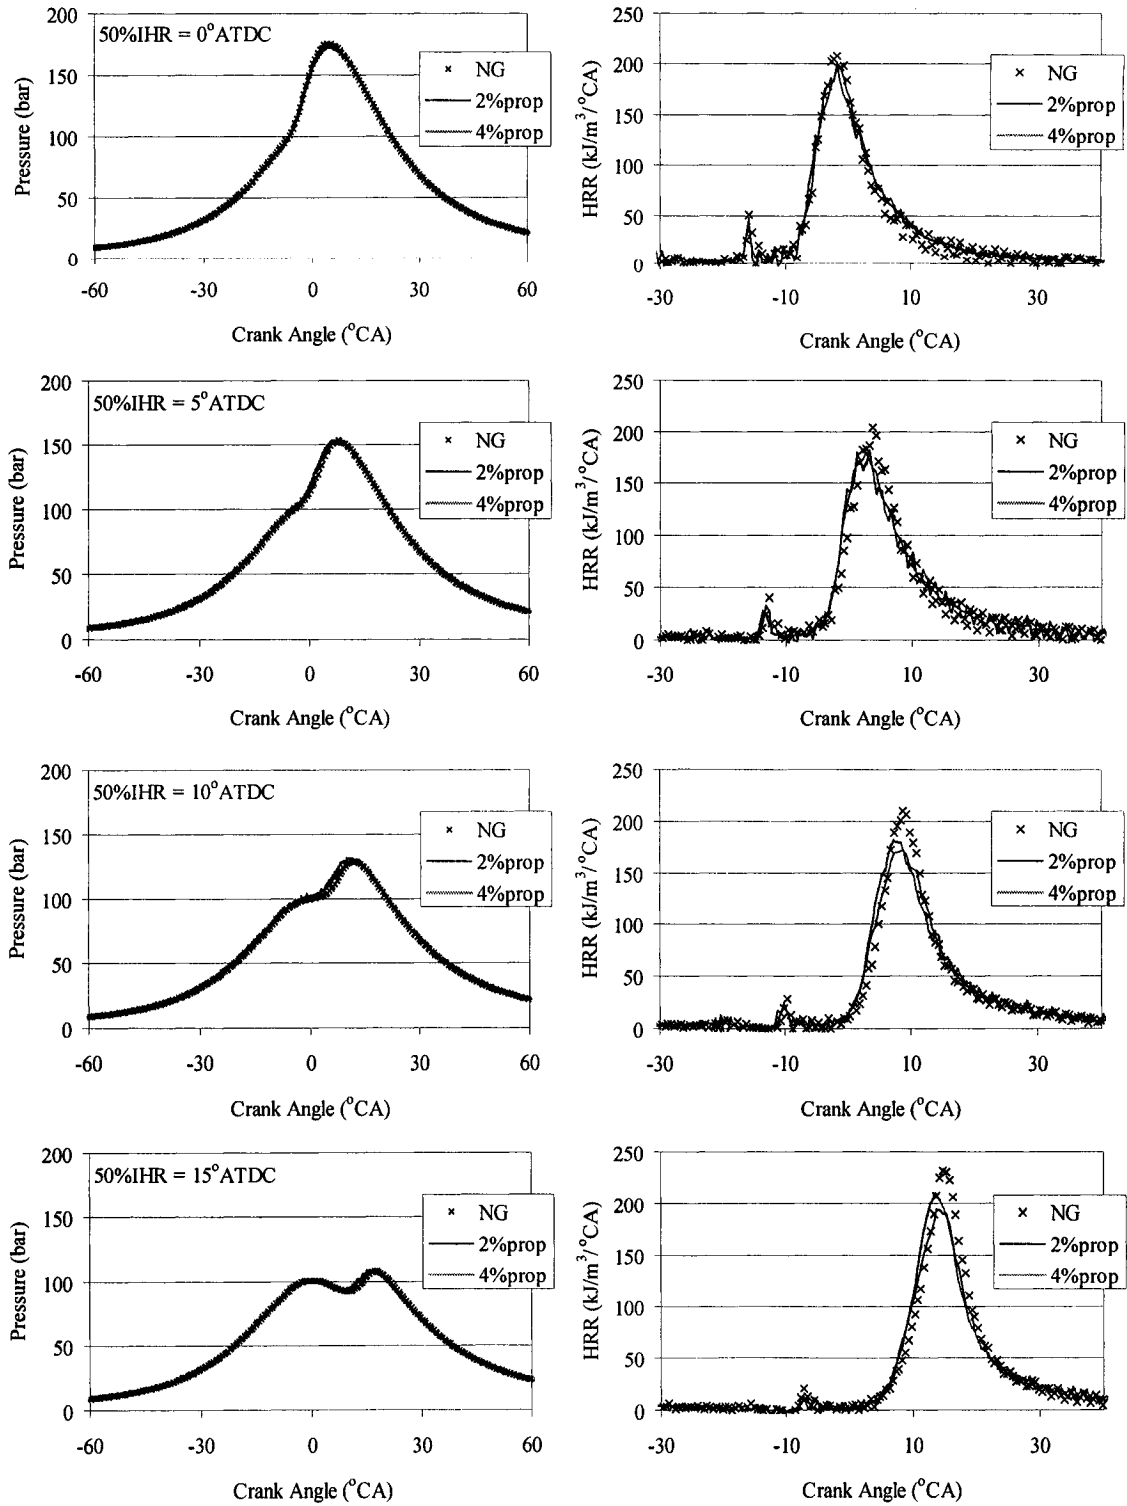 50%IHR = 0°ATDC
200
150
100
50
0
-60 -30 0 30 60
Pressure (bar)
Crank Angle (°CA)
NG
2%prop
4%prop
250
200
150
100
50
0
-30 -10 10 30
HRR (kJ/m³/°CA)
Crank Angle (°CA)
NG
2%prop
4%prop
50%IHR = 5°ATDC
200
150
100
50
0
-60 -30 0 30 60
Pressure (bar)
Crank Angle (°CA)
NG
2%prop
4%prop
250
200
150
100
50
0
-30 -10 10 30
HRR (kJ/m³/°CA)
Crank Angle (°CA)
NG
2%prop
4%prop
50%IHR = 10°ATDC
200
150
100
50
0
-60 -30 0 30 60
Pressure (bar)
Crank Angle (°CA)
NG
2%prop
4%prop
250
200
150
100
50
0
-30 -10 10 30
HRR (kJ/m³/°CA)
Crank Angle (°CA)
NG
2%prop
4%prop
50%IHR = 15°ATDC
200
150
100
50
0
-60 -30 0 30 60
Pressure (bar)
Crank Angle (°CA)
NG
2%prop
4%prop
250
200
150
100
50
0
-30 -10 10 30
HRR (kJ/m³/°CA)
Crank Angle (°CA)
NG
2%prop
4%prop